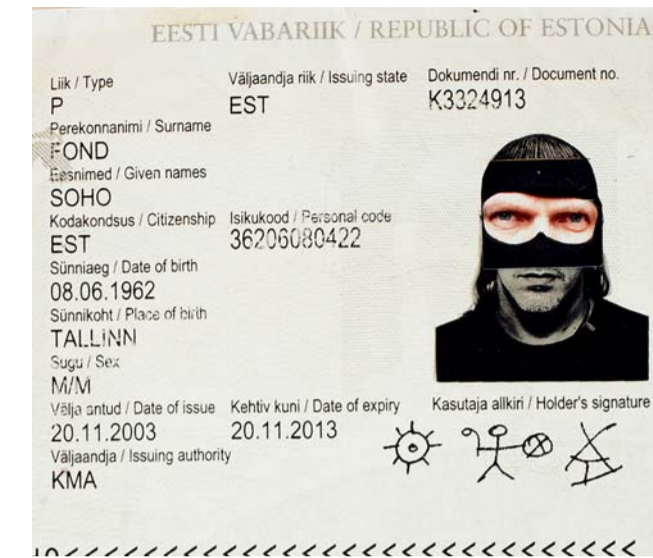 EESTI VABARIIK / REPUBLIC OF ESTONIA
Liik / Type Väljaandja riik / Issuing state Dokumendi nr. / Document no.
P EST K3324913
Perekonnanimi / Surname
FOND
Eesnimed / Given names
SOHO
Kodakondsus / Citizenship Isikukood / Personal code
EST 36206080422
Sünniaeg / Date of birth
08.06.1962
Sünnikoht / Place of birth
TALLINN
Sugu / Sex
M/M
Välja antud / Date of issue Kehtiv kuni / Date of expiry Kasutaja allkiri / Holder's signature
20.11.2003 20.11.2013
Väljaandja / Issuing authority
KMA